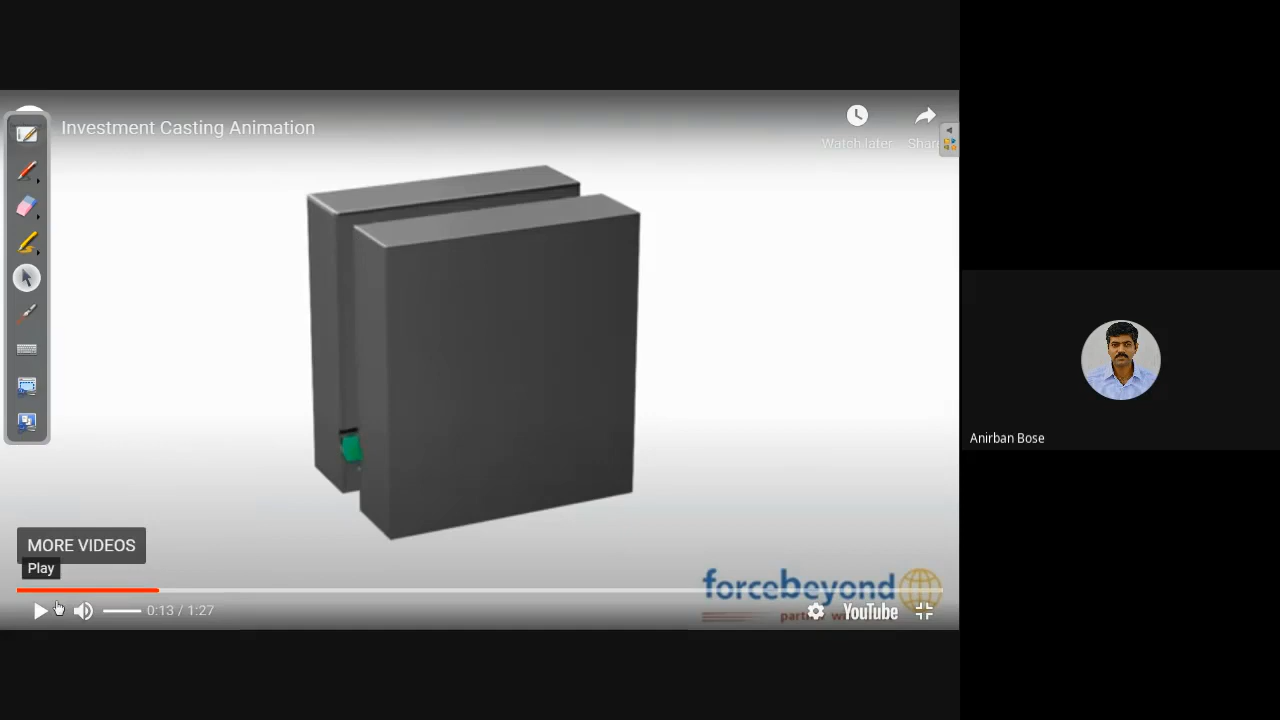 Investment Casting Animation
Watch later
Shar
MORE VIDEOS
Play
0:13 / 1:27
forcebeyond
YouTube
Anirban Bose